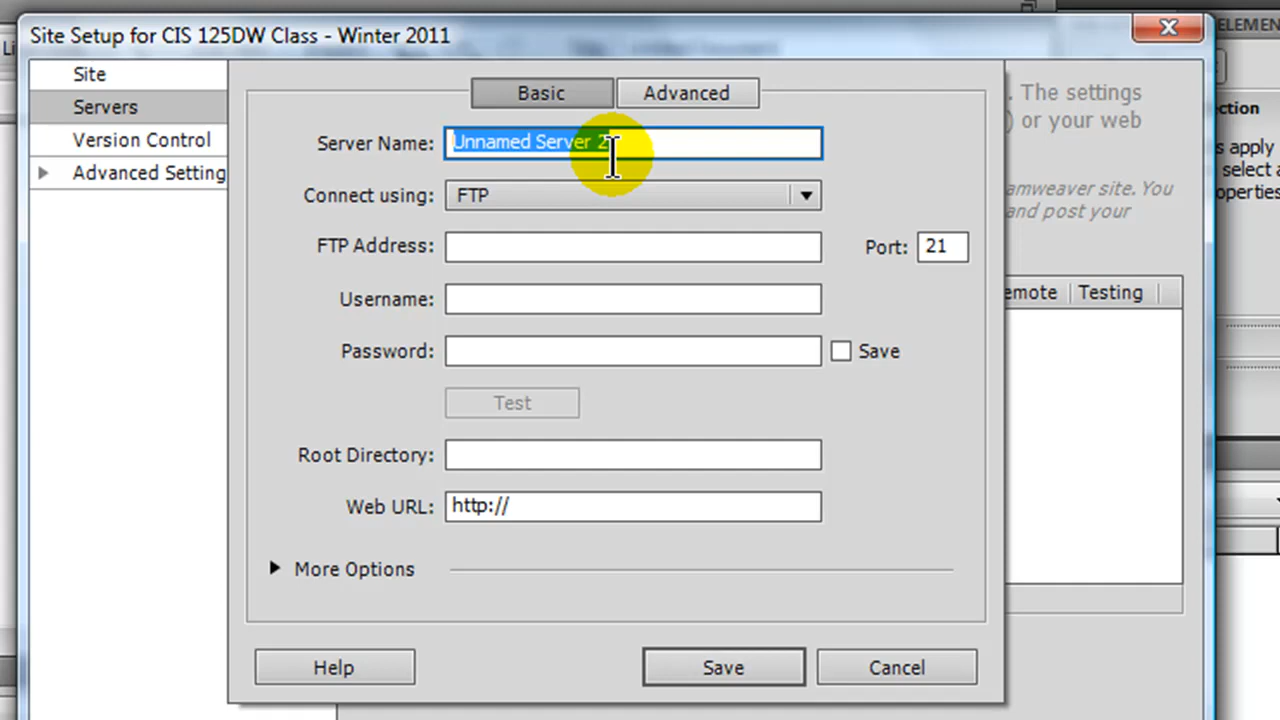 Site Setup for CIS 125DW Class - Winter 2011
ELEMEN
Site
Servers
Version Control
Advanced Setting
Basic
Advanced
. The settings
) or your web
Server Name: Unnamed Server 2
Connect using: FTP
amweaver site. You
and post your
FTP Address:
Port: 21
Username:
emote
Testing
Password:
Save
Test
Root Directory:
Web URL: http://
More Options
Help
Save
Cancel
ction
s apply
select a
operties